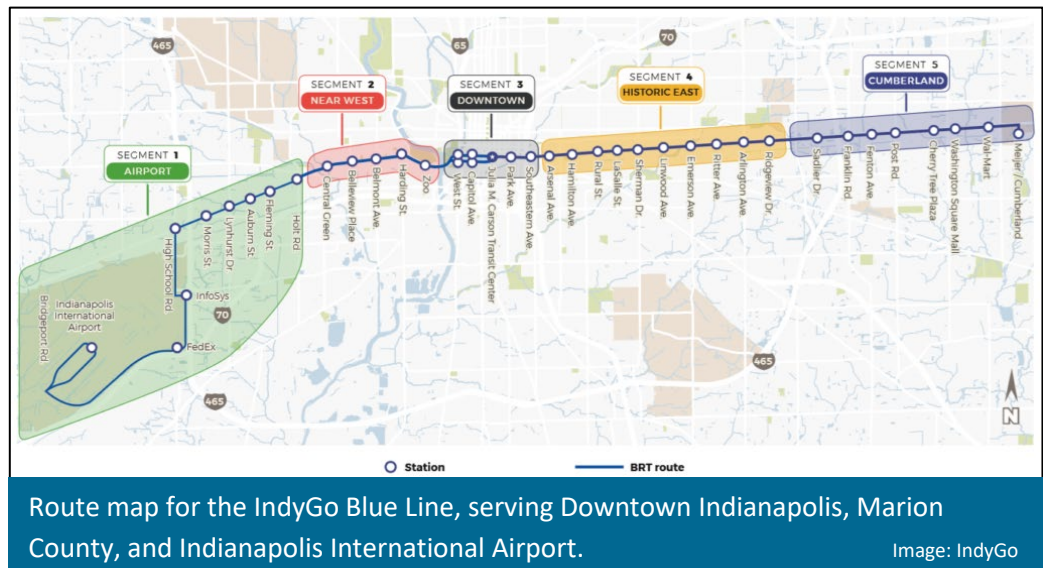 465
65
70
SEGMENT 1
AIRPORT
SEGMENT 2
NEAR WEST
SEGMENT 3
DOWNTOWN
SEGMENT 4
HISTORIC EAST
SEGMENT 5
CUMBERLAND
Bridgeport Rd
Indianapolis
International
Airport
FedEx
InfoSys
High School Rd
Morris St
Lynhurst Dr
Auburn St
Fleming St
Holt Rd
Central Green
Belleview Place
Belmont Ave.
Harding St.
Zoo
West St.
Capitol Ave.
Julia M. Carson Transit Center
Park Ave.
Southeastern Ave.
Arsenal Ave.
Hamilton Ave.
Rural St.
LaSalle St.
Sherman Dr.
Linwood Ave.
Emerson Ave.
Ritter Ave.
Arlington Ave.
Ridgeview Dr.
Sadlier Dr.
Franklin Rd.
Fenton Ave.
Post Rd.
Cherry Tree Plaza
Washington Square Mall
Wal-Mart
Meijer / Cumberland
70
465
465
N
Station
BRT route
Route map for the IndyGo Blue Line, serving Downtown Indianapolis, Marion
County, and Indianapolis International Airport.
Image: IndyGo